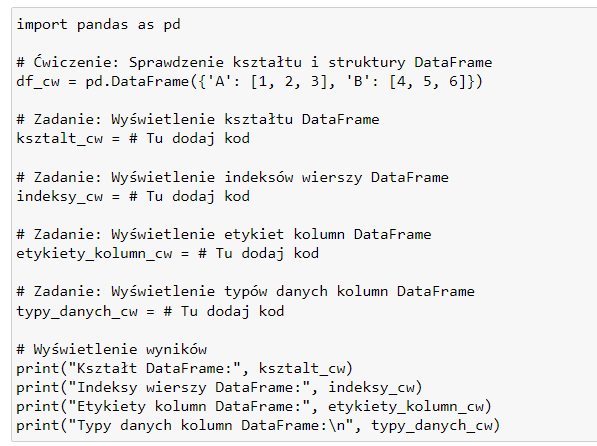 import pandas as pd
# Ćwiczenie: Sprawdzenie kształtu i struktury DataFrame
df_cw = pd.DataFrame({'A': [1, 2, 3], 'B': [4, 5, 6]})
# Zadanie: Wyświetlenie kształtu DataFrame
ksztalt_cw = # Tu dodaj kod
# Zadanie: Wyświetlenie indeksów wierszy DataFrame
indeksy_cw = # Tu dodaj kod
# Zadanie: Wyświetlenie etykiet kolumn DataFrame
etykiety_kolumn_cw = # Tu dodaj kod
# Zadanie: Wyświetlenie typów danych kolumn DataFrame
typy_danych_cw = # Tu dodaj kod
# Wyświetlenie wyników
print("Kształt DataFrame:", ksztalt_cw)
print("Indeksy wierszy DataFrame:", indeksy_cw)
print("Etykiety kolumn DataFrame:", etykiety_kolumn_cw)
print("Typy danych kolumn DataFrame:\n", typy_danych_cw)